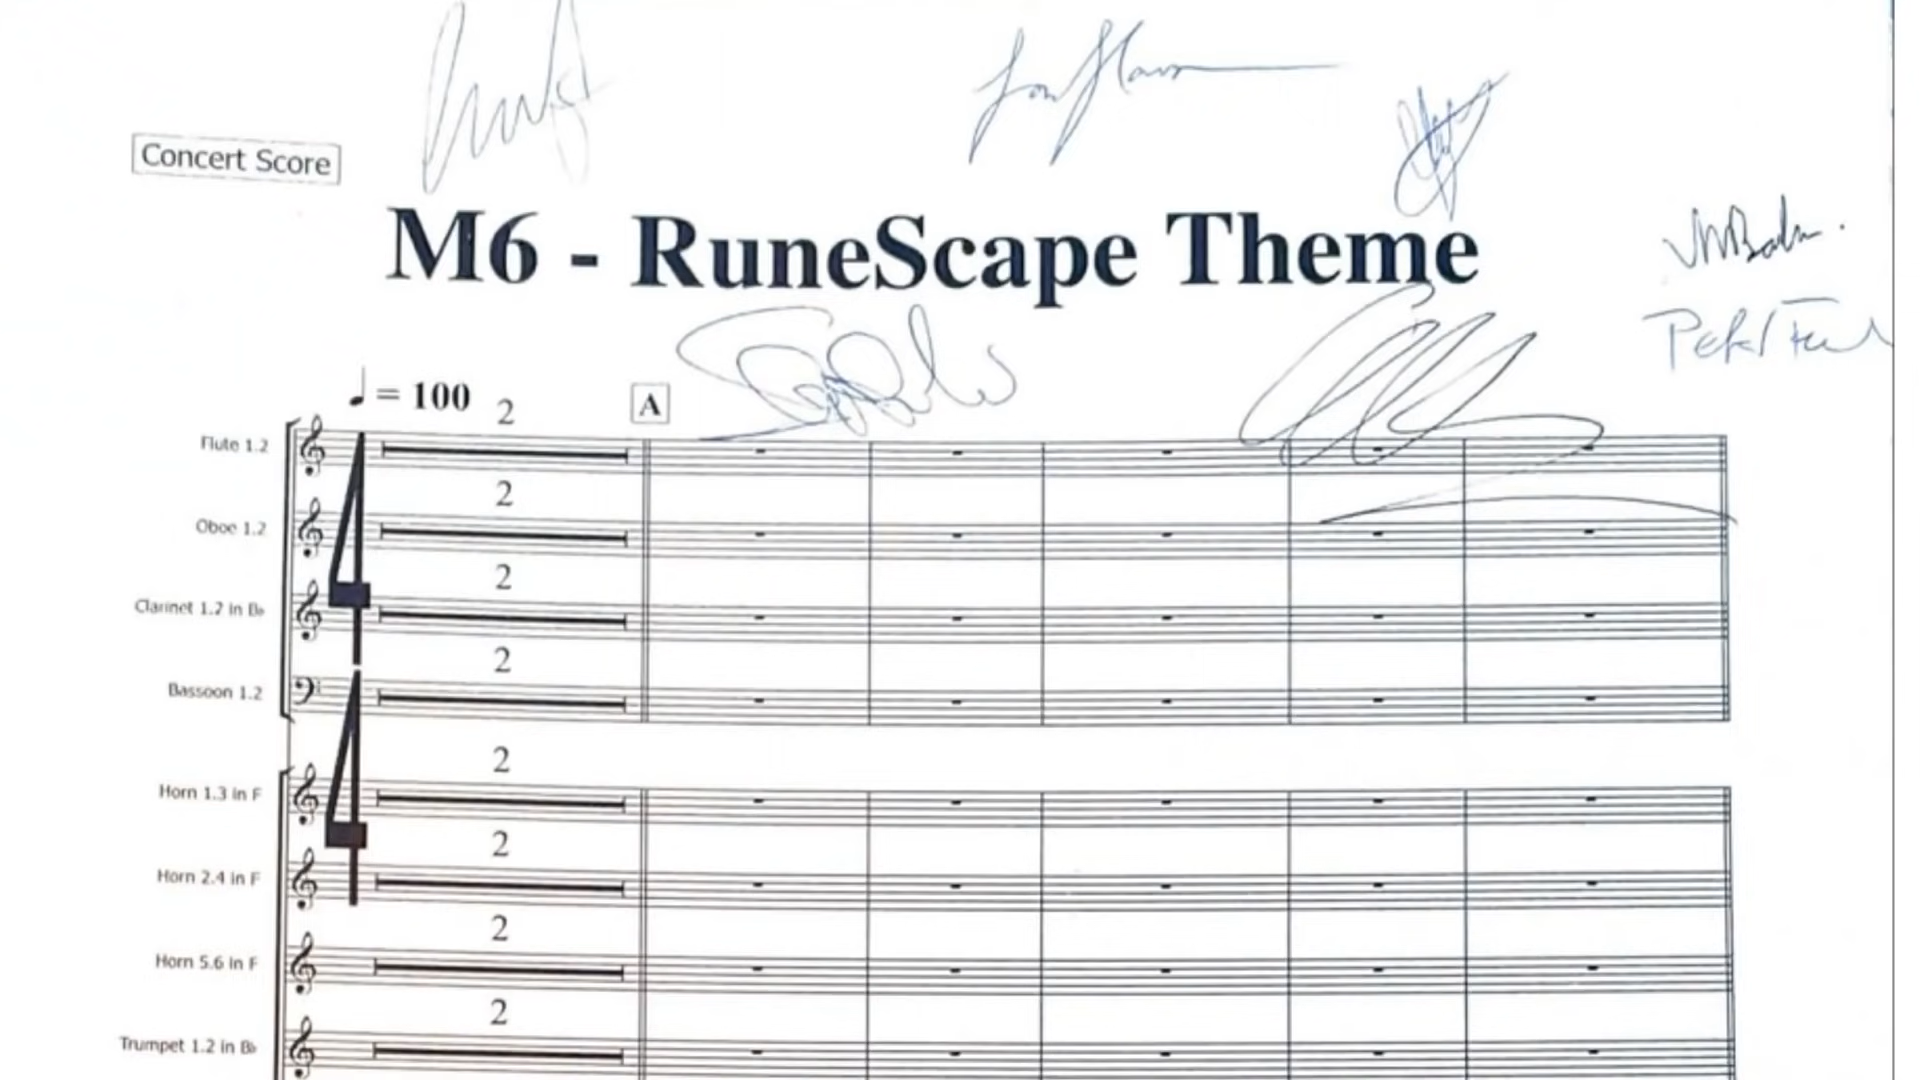 Concert Score
M6 - RuneScape Theme
♩ = 100
2
A
Flute 1.2
2
Oboe 1.2
2
Clarinet 1.2 in B♭
2
Bassoon 1.2
2
Horn 1.3 in F
2
Horn 2.4 in F
2
Horn 5.6 in F
2
Trumpet 1.2 in B♭
4
4